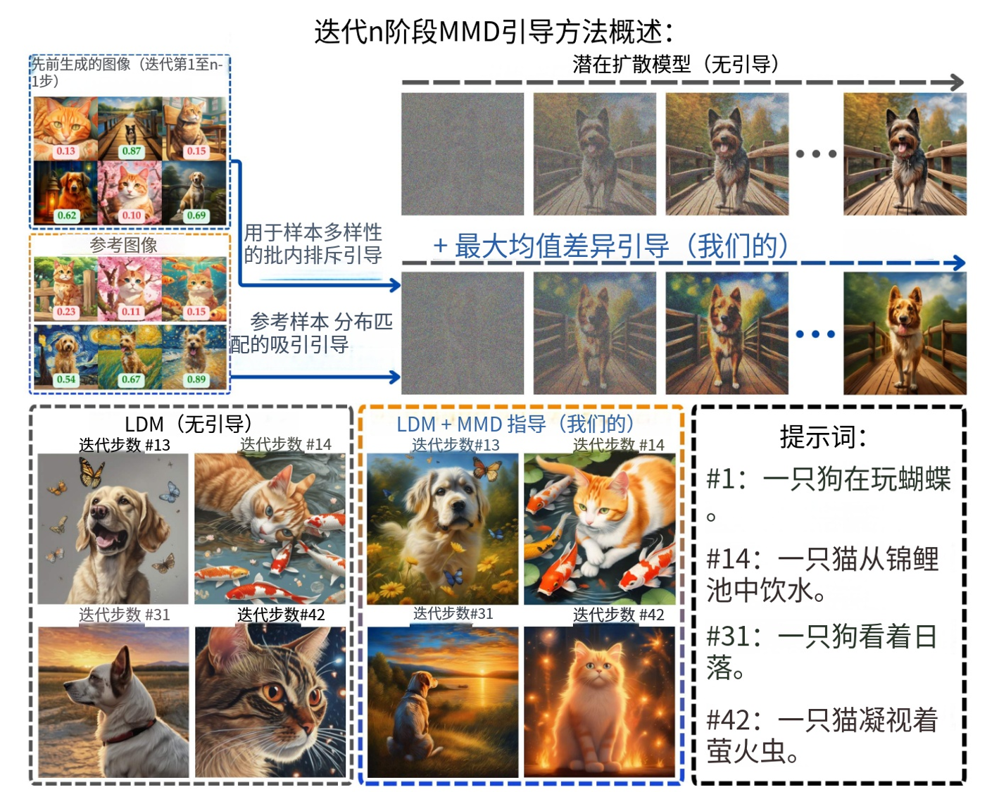 迭代n阶段MMD引导方法概述：
先前生成的图像（迭代第1至n-
1步）
0.13
0.87
0.15
0.62
0.10
0.69
参考图像
0.23
0.11
0.15
0.54
0.67
0.89
用于样本多样性
的批内排斥引导
参考样本 分布匹
配的吸引引导
潜在扩散模型（无引导）
+ 最大均值差异引导（我们的）
LDM（无引导）
迭代步数 #13
迭代步数 #14
迭代步数 #31
迭代步数#42
LDM + MMD 指导（我们的）
迭代步数#13
迭代步数 #14
迭代步数#31
迭代步数 #42
提示词：
#1：一只狗在玩蝴蝶
。
#14：一只猫从锦鲤
池中饮水。
#31：一只狗看着日
落。
#42：一只猫凝视着
萤火虫。